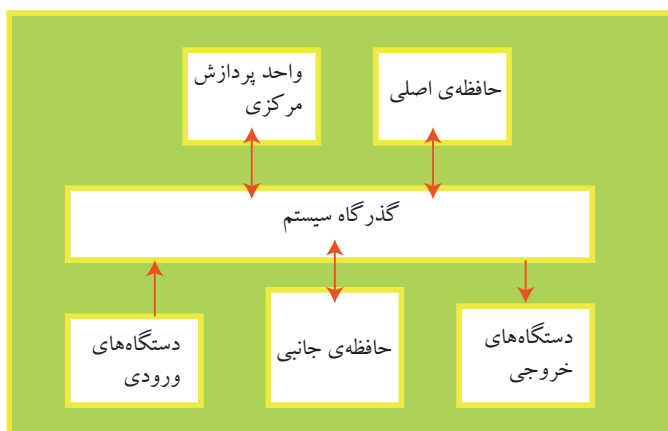 حافظه‌ی اصلی
واحد پردازش
مرکزی
گذرگاه سیستم
دستگاه‌های
خروجی
حافظه‌ی جانبی
دستگاه‌های
ورودی